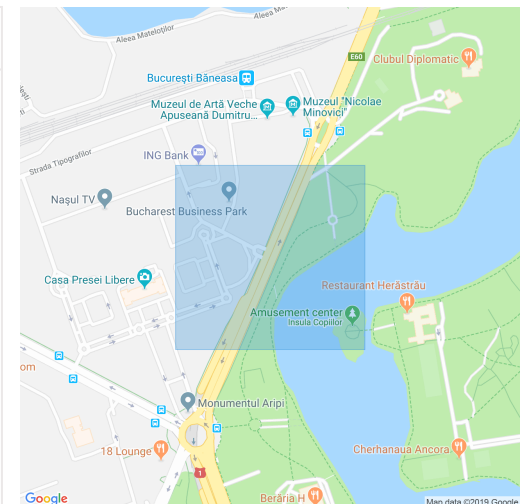 Aleea Mateloților
Aleea
E60
Clubul Diplomatic
București Băneasa
Muzeul de Artă Veche
Apuseană Dumitru...
Muzeul "Nicolae
Minovici"
Strada Tipografilor
ING Bank
Nașul TV
Bucharest Business Park
Casa Presei Libere
Restaurant Herăstrău
Amusement center
Insula Copiilor
om
Monumentul Aripi
18 Lounge
1
Cherhanaua Ancora
Berăria H
Google
Map data ©2019 Google